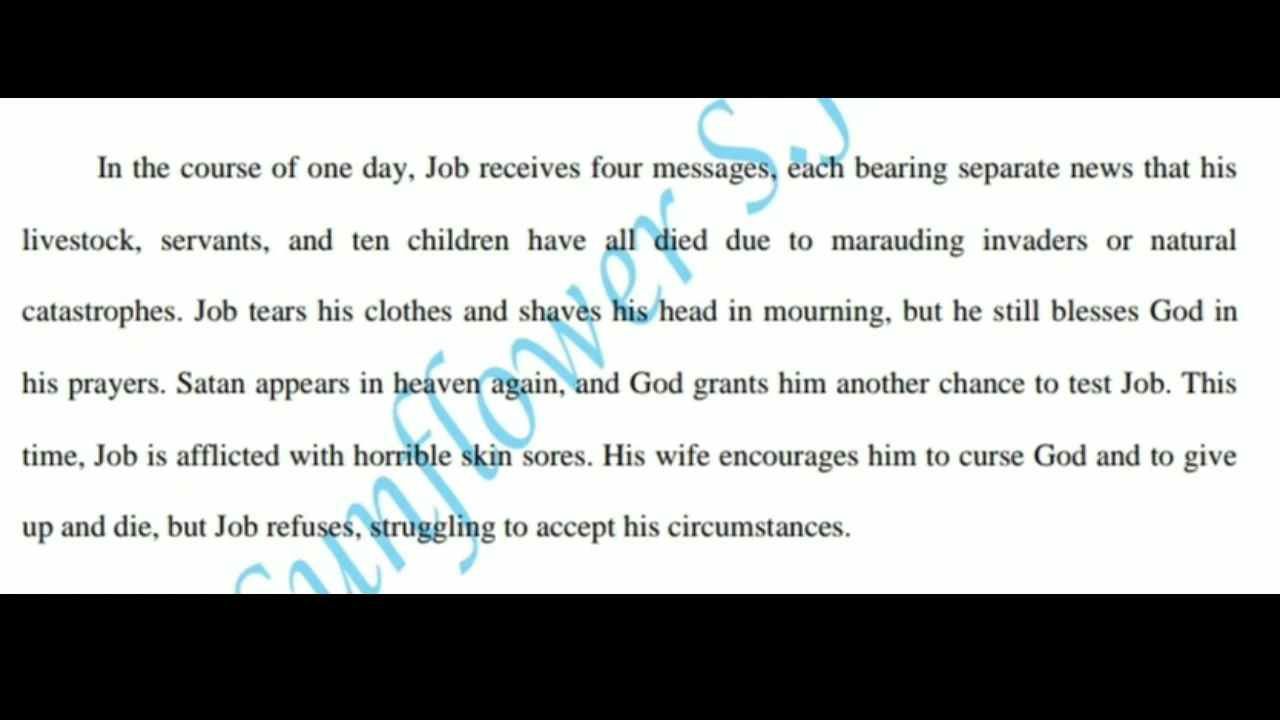 In the course of one day, Job receives four messages, each bearing separate news that his
livestock, servants, and ten children have all died due to marauding invaders or natural
catastrophes. Job tears his clothes and shaves his head in mourning, but he still blesses God in
his prayers. Satan appears in heaven again, and God grants him another chance to test Job. This
time, Job is afflicted with horrible skin sores. His wife encourages him to curse God and to give
up and die, but Job refuses, struggling to accept his circumstances.
Sunflower S.J